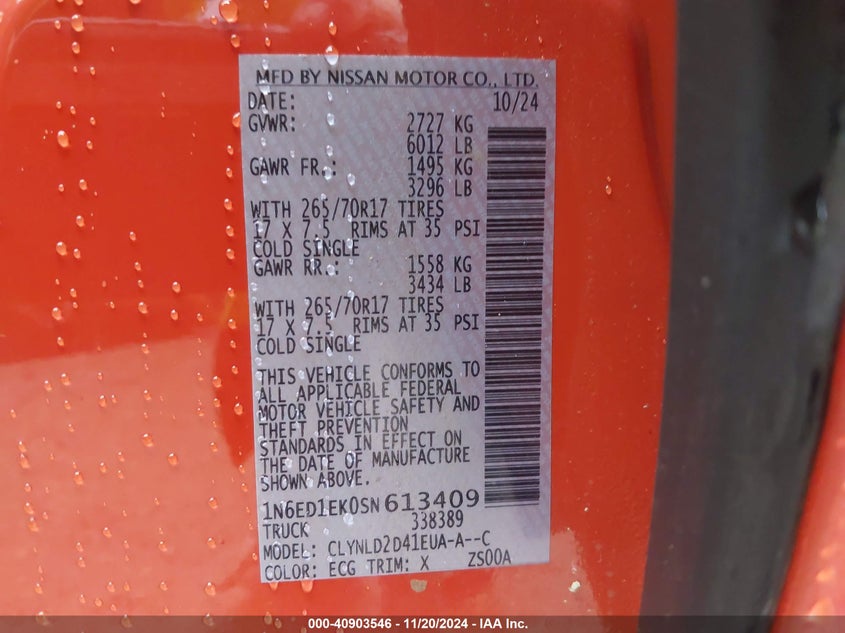 MFD BY NISSAN MOTOR CO., LTD.
DATE: 10/24
GVWR: 2727 KG
6012 LB
GAWR FR.: 1495 KG
3296 LB
WITH 265/70R17 TIRES
17 X 7.5 RIMS AT 35 PSI
COLD SINGLE
GAWR RR.: 1558 KG
3434 LB
WITH 265/70R17 TIRES
17 X 7.5 RIMS AT 35 PSI
COLD SINGLE
THIS VEHICLE CONFORMS TO
ALL APPLICABLE FEDERAL
MOTOR VEHICLE SAFETY AND
THEFT PREVENTION
STANDARDS IN EFFECT ON
THE DATE OF MANUFACTURE
SHOWN ABOVE.
1N6ED1EK0SN613409
TRUCK 338389
MODEL: CLYNLD2D41EUA-A--C
COLOR: ECG TRIM: X ZS00A
000-40903546 - 11/20/2024 - IAA Inc.